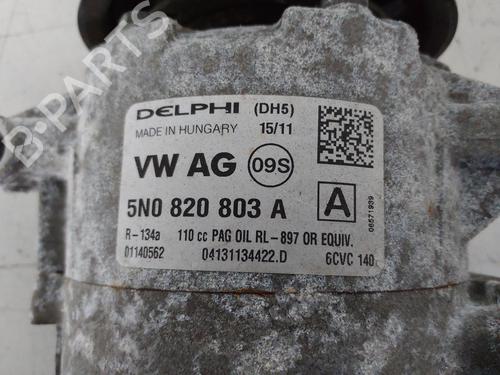 B-PARTS
DELPHI (DH5)
MADE IN HUNGARY 15/11
VW AG 09S
5N0 820 803 A A
R-134a 110 cc PAG OIL RL-897 OR EQUIV.
01140562 04131134422.D 6CVC 140
06571939